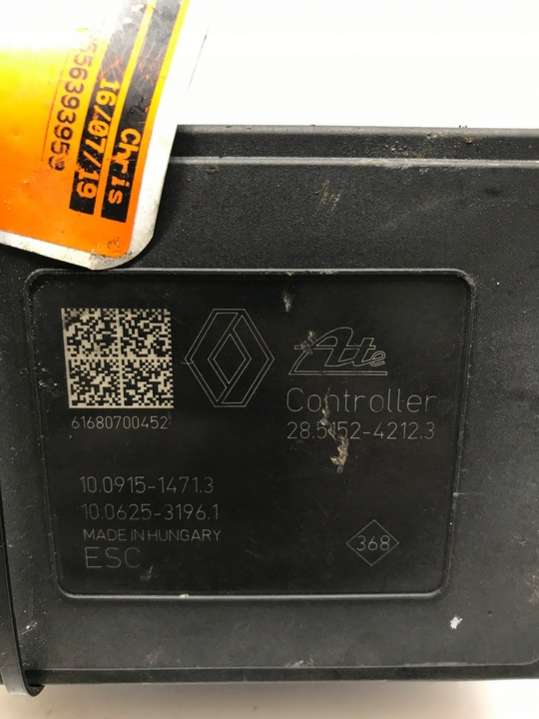 Chris
16/07/19
Ate
Controller
28.5152-4212.3
61680700452
10.0915-1471.3
10.0625-3196.1
MADE IN HUNGARY
ESC
368